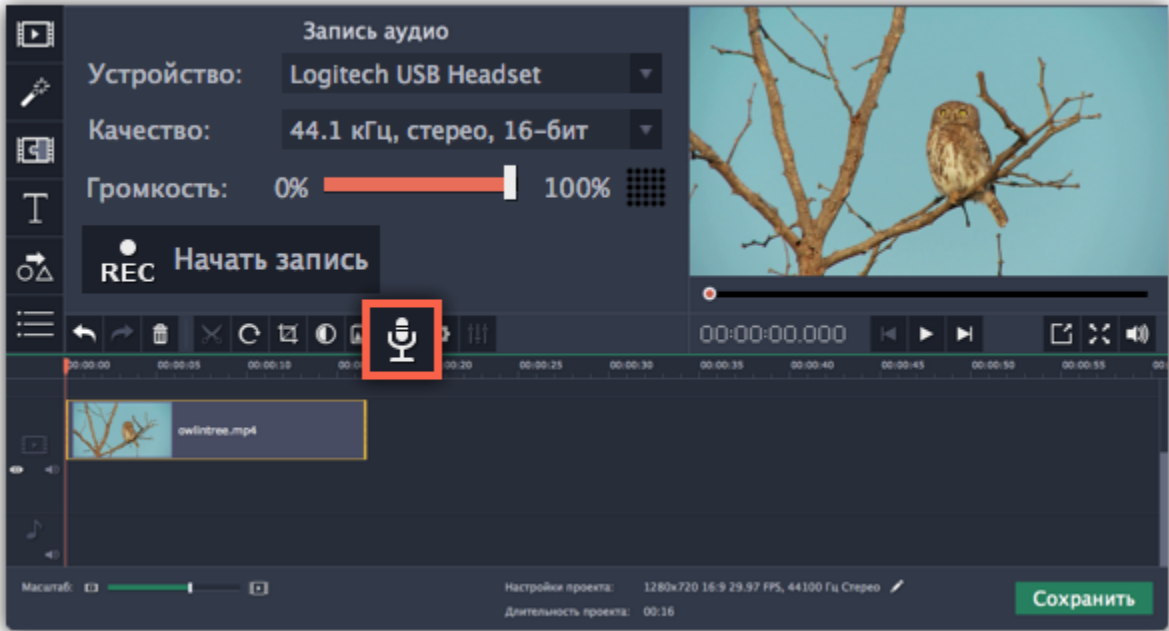 Запись аудио
Устройство: Logitech USB Headset
Качество: 44.1 кГц, стерео, 16-бит
Громкость: 0% 100%
REC Начать запись
00:00:00.000
00:00:00 00:00:05 00:00:10 00:00:20 00:00:25 00:00:30 00:00:35 00:00:40 00:00:45 00:00:50 00:00:55
owlintree.mp4
Масштаб:
Настройки проекта: 1280x720 16:9 29.97 FPS, 44100 Гц Стерео
Длительность проекта: 00:16
Сохранить